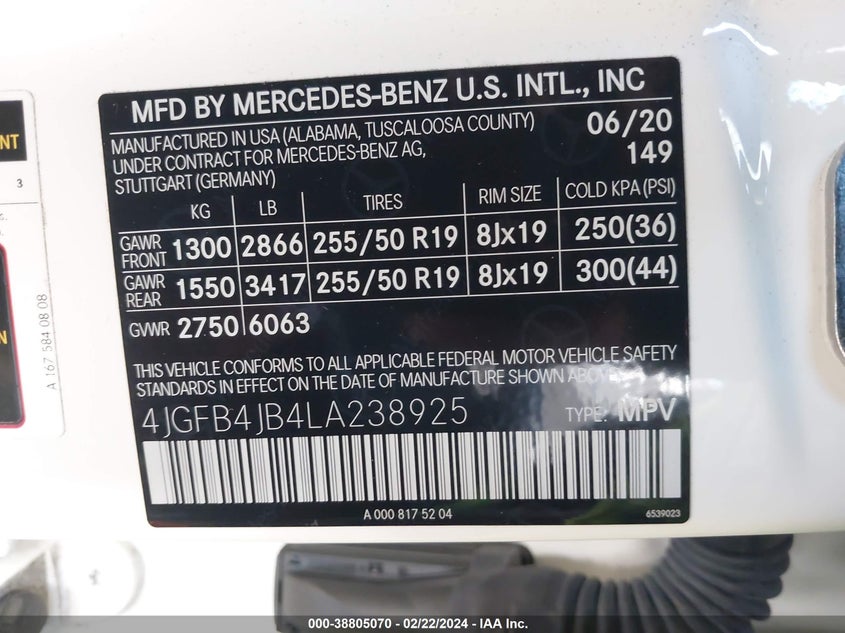 MFD BY MERCEDES-BENZ U.S. INTL., INC
MANUFACTURED IN USA (ALABAMA, TUSCALOOSA COUNTY) 06/20
UNDER CONTRACT FOR MERCEDES-BENZ AG, 149
STUTTGART (GERMANY)
KG LB TIRES RIM SIZE COLD KPA (PSI)
GAWR FRONT 1300 2866 255/50 R19 8Jx19 250(36)
GAWR REAR 1550 3417 255/50 R19 8Jx19 300(44)
GVWR 2750 6063
THIS VEHICLE CONFORMS TO ALL APPLICABLE FEDERAL MOTOR VEHICLE SAFETY
STANDARDS IN EFFECT ON THE DATE OF MANUFACTURE SHOWN ABOVE
4JGFB4JB4LA238925 TYPE: MPV
A 000 817 52 04 6539023
NT
3
s.
N
A 167 584 08 08
000-38805070 - 02/22/2024 - IAA, Inc. - COPART